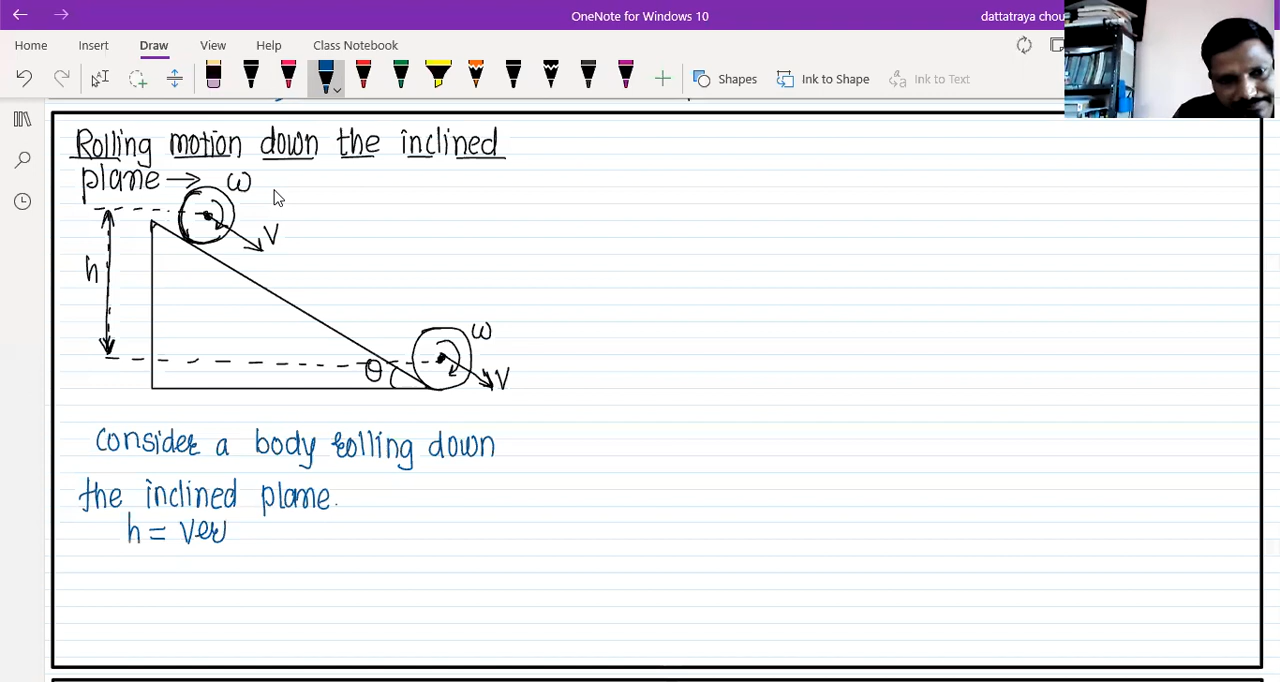 OneNote for Windows 10
dattatraya chou
Home Insert Draw View Help Class Notebook
Shapes Ink to Shape Ink to Text
Rolling motion down the inclined
plane → ω
V
h
ω
θ
V
Consider a body rolling down
the inclined plane.
h = ver